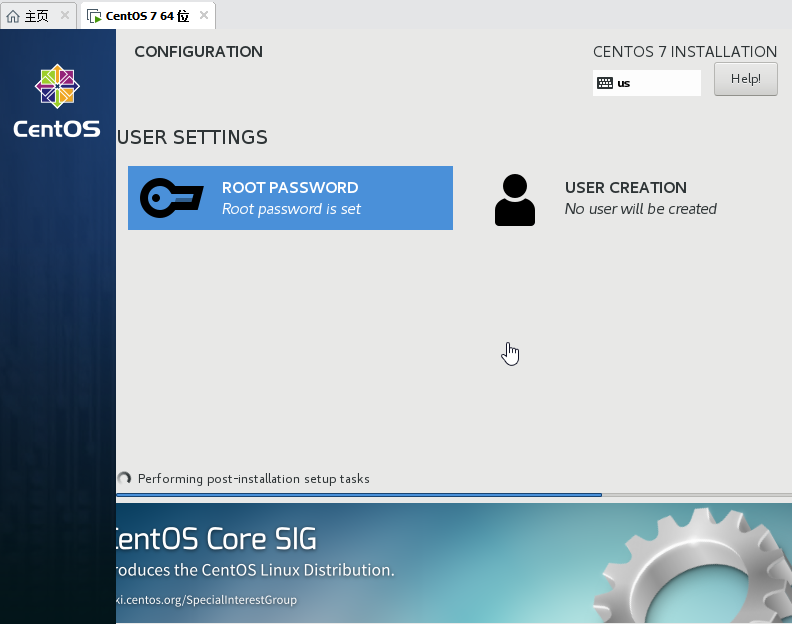 主页
CentOS 7 64 位
CONFIGURATION
CENTOS 7 INSTALLATION
us
Help!
CentOS
USER SETTINGS
ROOT PASSWORD
Root password is set
USER CREATION
No user will be created
Performing post-installation setup tasks
CentOS Core SIG
roduces the CentOS Linux Distribution.
ki.centos.org/SpecialInterestGroup